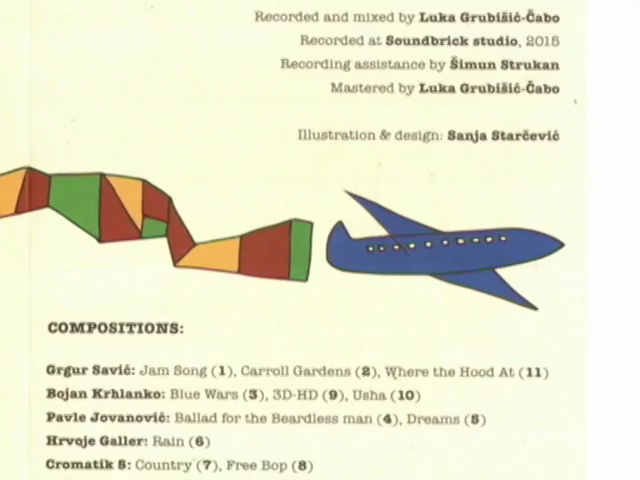 Recorded and mixed by Luka Grubišić-Čabo
Recorded at Soundbrick studio, 2015
Recording assistance by Šimun Strukan
Mastered by Luka Grubišić-Čabo
Illustration & design: Sanja Starčević
COMPOSITIONS:
Grgur Savić: Jam Song (1), Carroll Gardens (2), Where the Hood At (11)
Bojan Krhlanko: Blue Wars (3), 3D-HD (9), Usha (10)
Pavle Jovanović: Ballad for the Beardless man (4), Dreams (5)
Hrvoje Galler: Rain (6)
Cromatik S: Country (7), Free Bop (8)